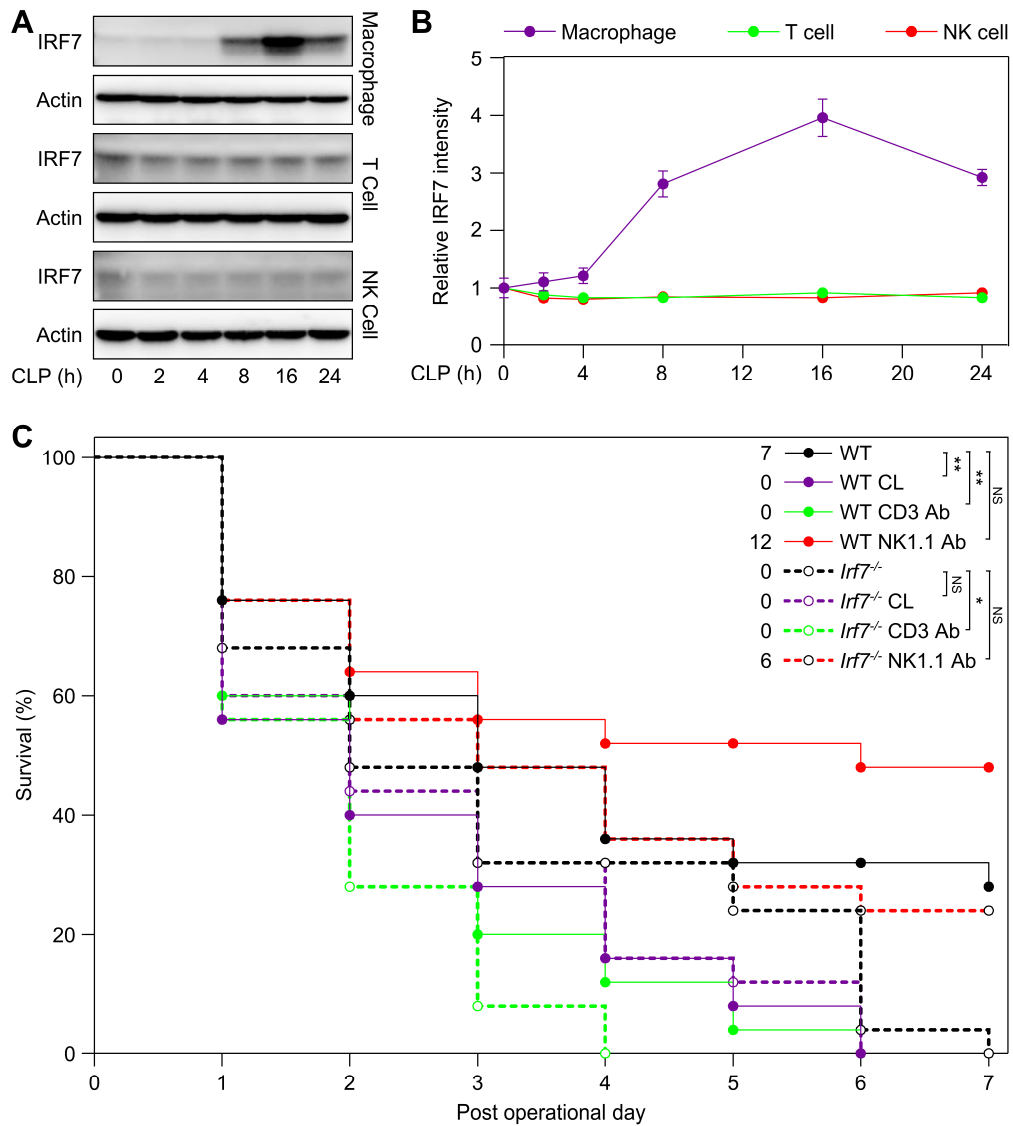 A
IRF7
Actin
Macrophage
IRF7
Actin
T Cell
IRF7
Actin
NK Cell
CLP (h) 0 2 4 8 16 24
B
Macrophage T cell NK cell
Relative IRF7 intensity
5
4
3
2
1
0
CLP (h) 0 4 8 12 16 20 24
C
7 WT
0 WT CL
0 WT CD3 Ab
12 WT NK1.1 Ab
0 Irf7-/-
0 Irf7-/- CL
0 Irf7-/- CD3 Ab
6 Irf7-/- NK1.1 Ab
**
**
NS
NS
*
NS
Survival (%)
100
80
60
40
20
0
0 1 2 3 4 5 6 7
Post operational day